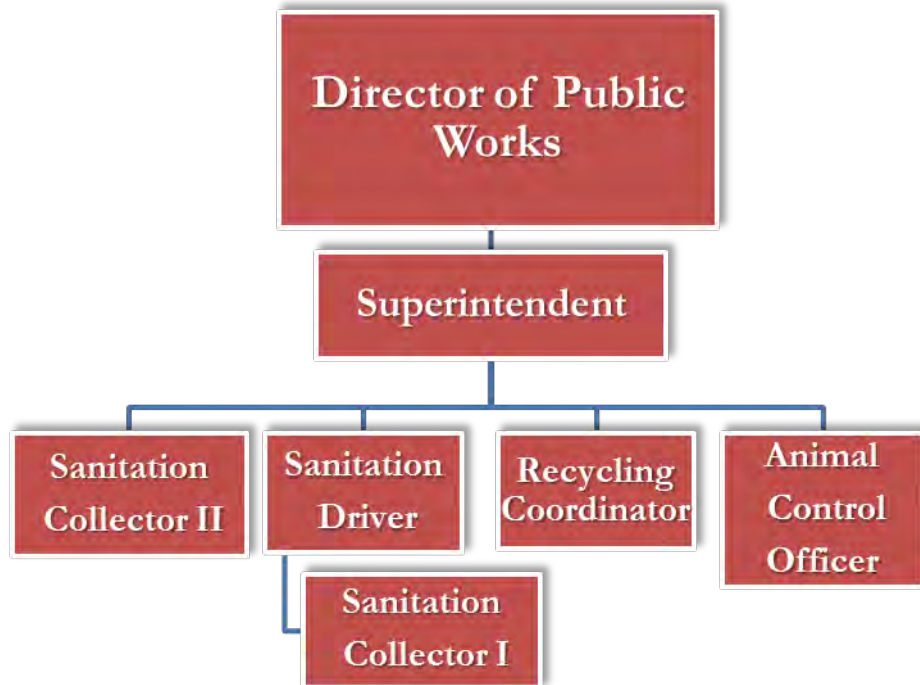 Director of Public
Works
Superintendent
Sanitation
Collector II
Sanitation
Driver
Recycling
Coordinator
Animal
Control
Officer
Sanitation
Collector I